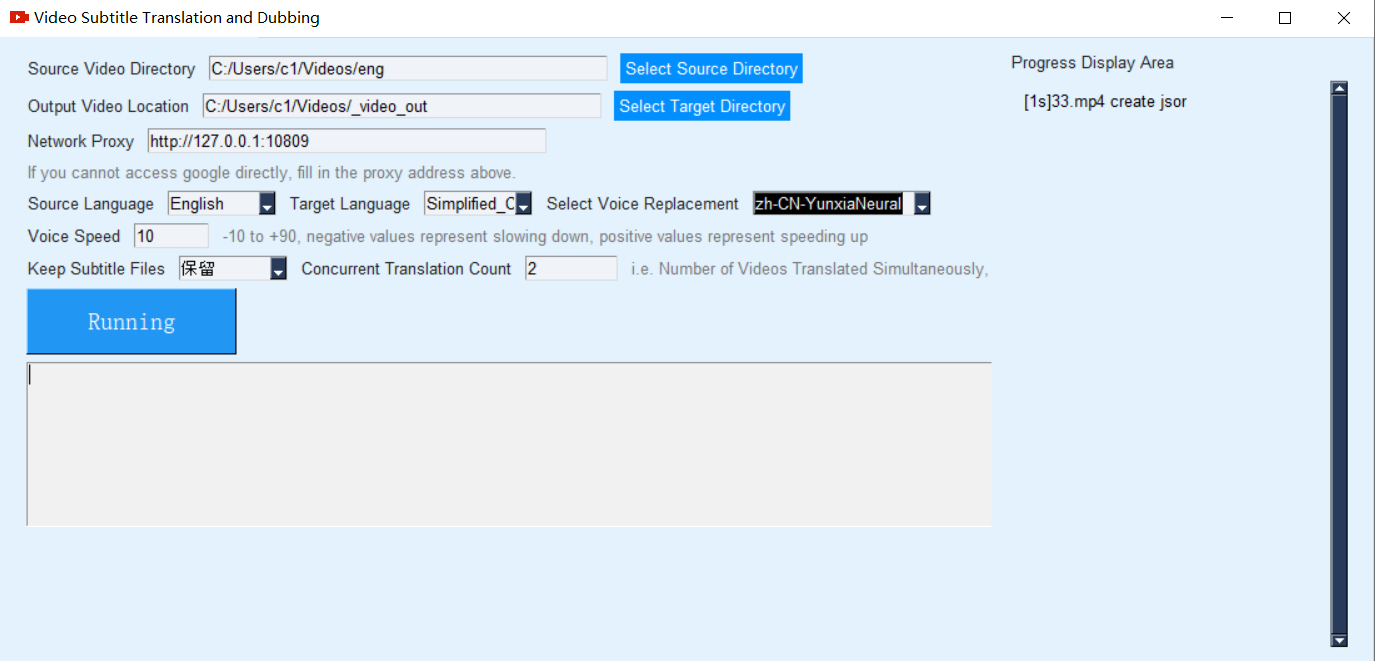 Video Subtitle Translation and Dubbing
Source Video Directory C:/Users/c1/Videos/eng Select Source Directory
Output Video Location C:/Users/c1/Videos/_video_out Select Target Directory
Network Proxy http://127.0.0.1:10809
If you cannot access google directly, fill in the proxy address above.
Source Language English Target Language Simplified_C Select Voice Replacement zh-CN-YunxiaNeural
Voice Speed 10 -10 to +90, negative values represent slowing down, positive values represent speeding up
Keep Subtitle Files 保留 Concurrent Translation Count 2 i.e. Number of Videos Translated Simultaneously,
Running
Progress Display Area
[1s]33.mp4 create jsor